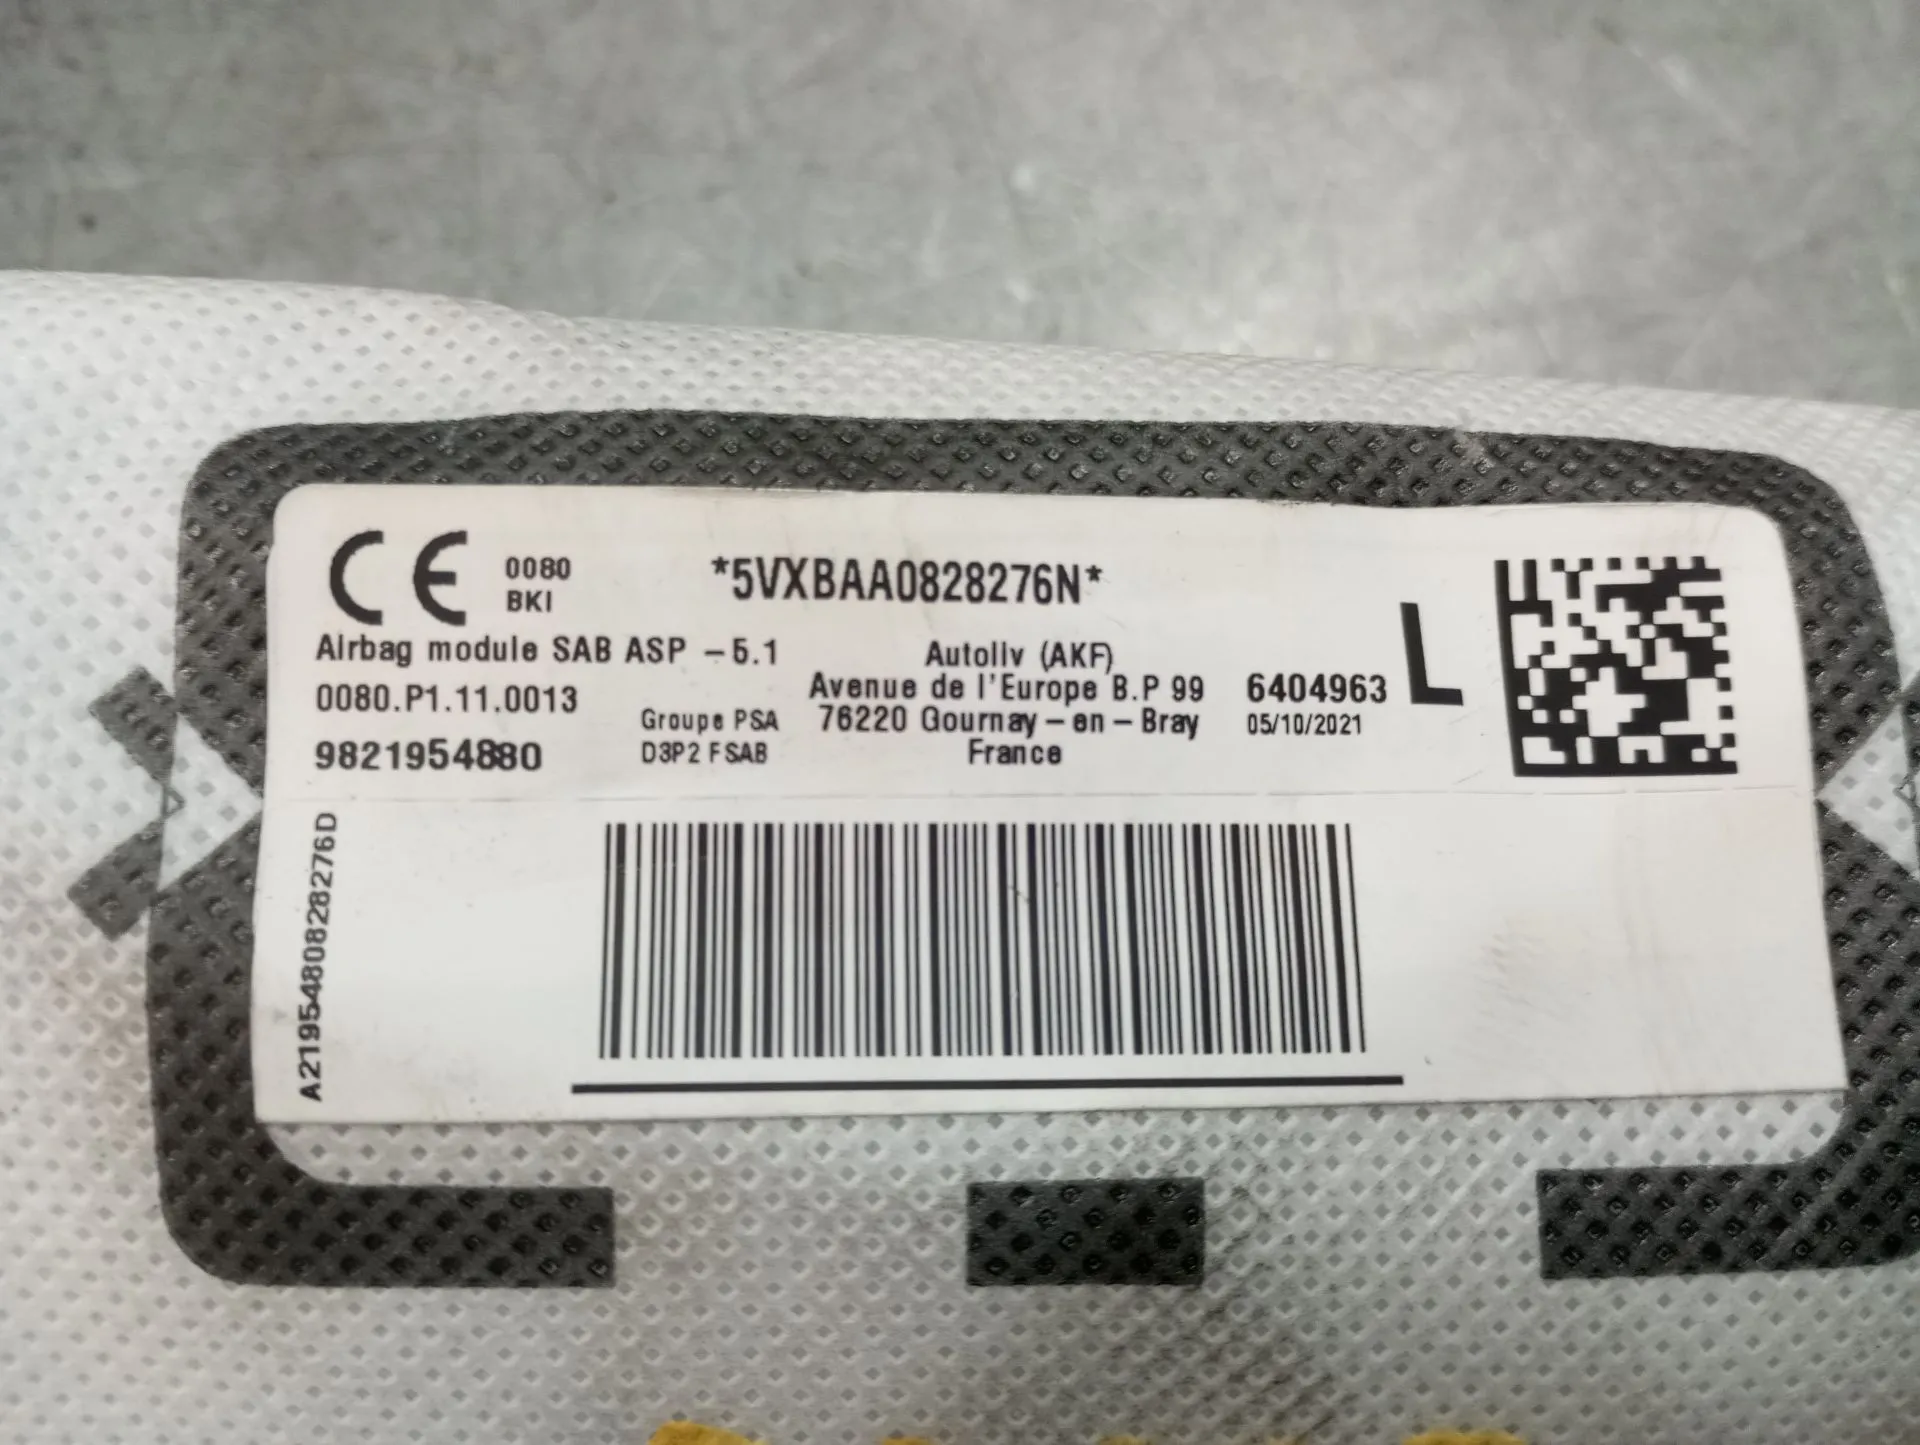 CE 0080 BKI
*5VXBAA0828276N*
Airbag module SAB ASP - 5.1
0080.P1.11.0013
9821954880
Groupe PSA
D3P2 FSAB
Autoliv (AKF)
Avenue de l'Europe B.P 99
76220 Gournay - en - Bray
France
6404963
05/10/2021
L
A2195480828276D